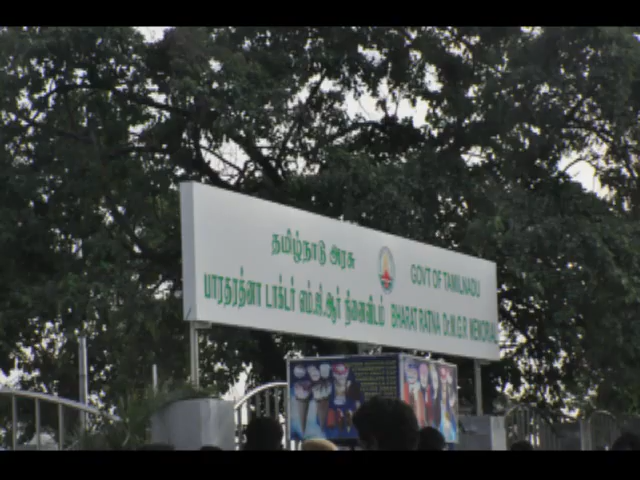 தமிழ்நாடு அரசு
GOVT OF TAMILNADU
பாரதரத்னா டாக்டர் எம்.ஜி.ஆர் நினைவிடம்
BHARAT RATNA Dr.M.G.R MEMORIAL